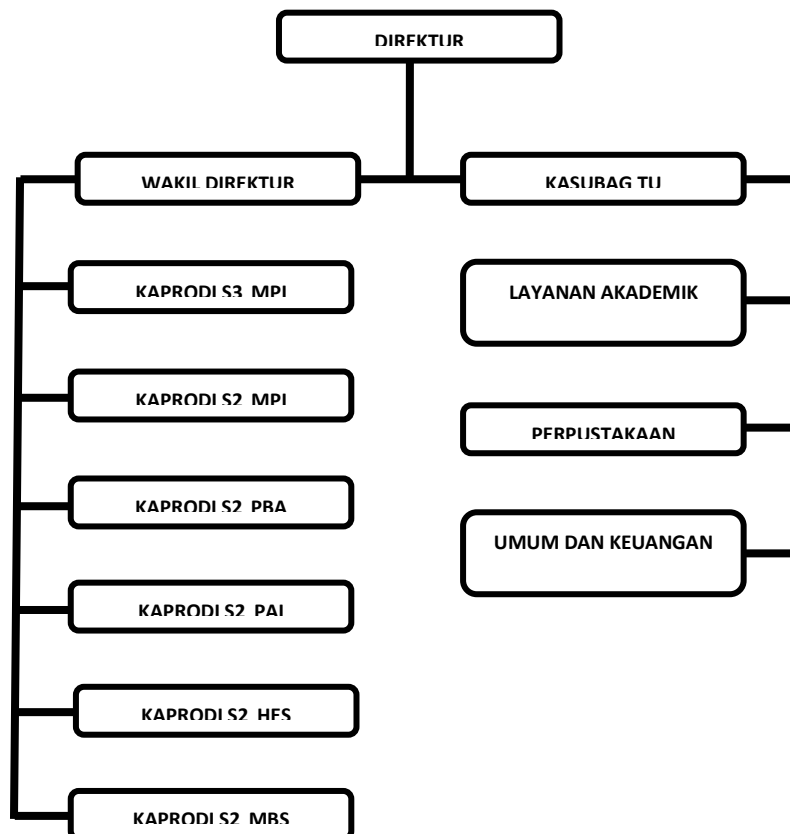 DIREKTUR
WAKIL DIREKTUR
KASUBAG TU
KAPRODI S3 MPI
LAYANAN AKADEMIK
KAPRODI S2 MPI
PERPUSTAKAAN
KAPRODI S2 PBA
UMUM DAN KEUANGAN
KAPRODI S2 PAI
KAPRODI S2 HES
KAPRODI S2 MBS